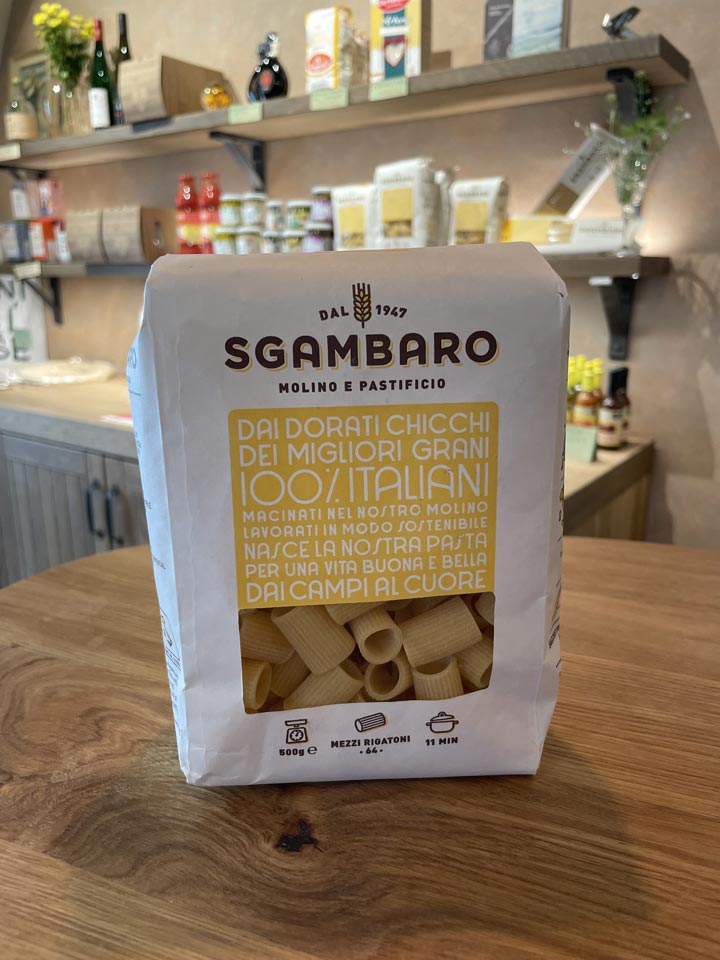 DAL 1947
SGAMBARO
MOLINO E PASTIFICIO
DAI DORATI CHICCHI
DEI MIGLIORI GRANI
100% ITALIANI
MACINATI NEL NOSTRO MOLINO
LAVORATI IN MODO SOSTENIBILE
NASCE LA NOSTRA PASTA
PER UNA VITA BUONA E BELLA
DAI CAMPI AL CUORE
500g e
MEZZI RIGATONI
· 64 ·
11 MIN